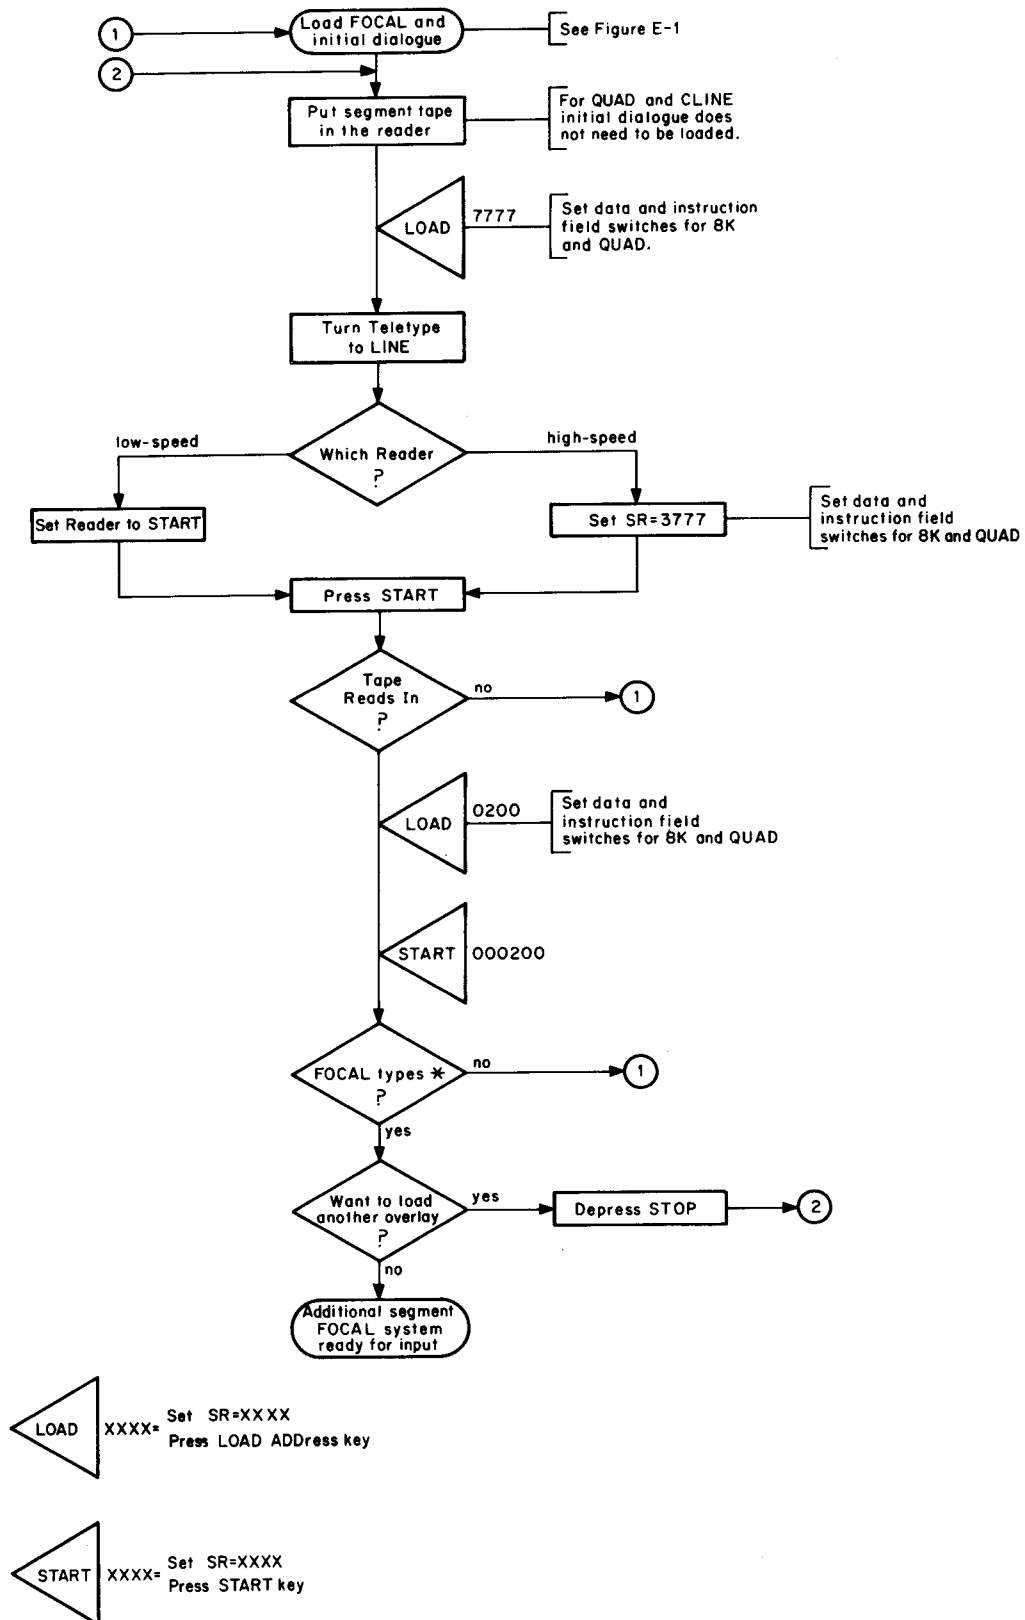 1
Load FOCAL and
initial dialogue
See Figure E-1
2
Put segment tape
in the reader
For QUAD and CLINE
initial dialogue does
not need to be loaded.
LOAD
7777
Set data and instruction
field switches for 8K
and QUAD.
Turn Teletype
to LINE
low-speed
Which Reader
?
high-speed
Set Reader to START
Set SR=3777
Set data and
instruction field
switches for 8K and QUAD
Press START
Tape
Reads In
?
no
1
LOAD
0200
Set data and
instruction field
switches for 8K and QUAD
START
000200
FOCAL types *
?
no
1
yes
Want to load
another overlay
?
yes
Depress STOP
2
no
Additional segment
FOCAL system
ready for input
LOAD
XXXX=
Set SR=XXXX
Press LOAD ADDress key
START
XXXX=
Set SR=XXXX
Press START key